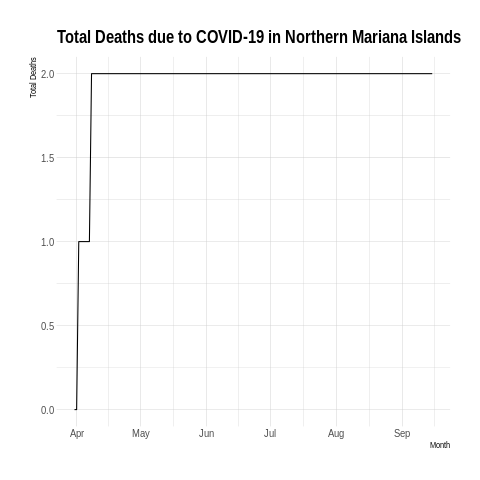 Total Deaths due to COVID-19 in Northern Mariana Islands
Total Deaths
2.0
1.5
1.0
0.5
0.0
Apr May Jun Jul Aug Sep
Month